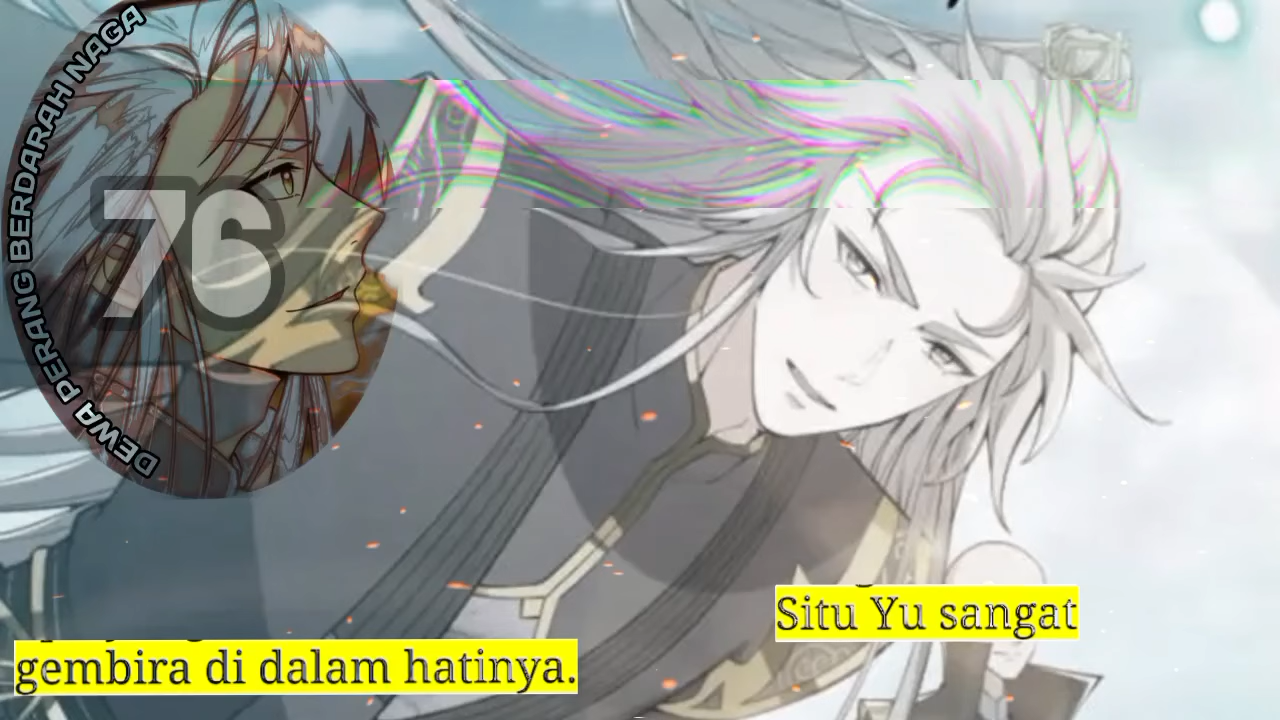 DEWA PERANG BERDARAH NAGA
76
Situ Yu sangat
gembira di dalam hatinya.